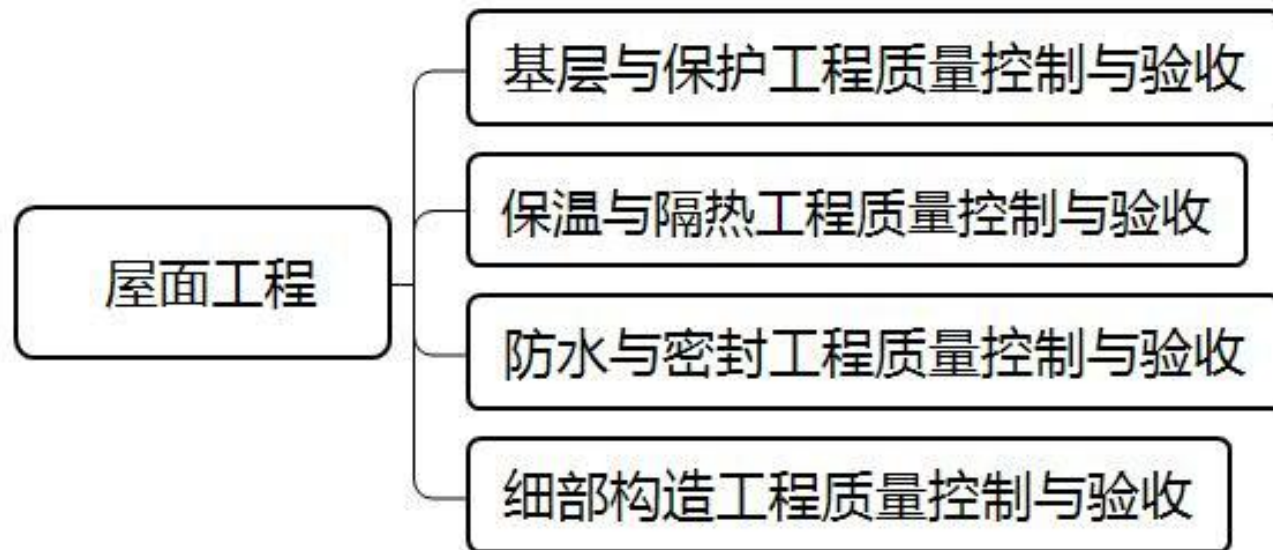 基层与保护工程质量控制与验收
保温与隔热工程质量控制与验收
屋面工程
防水与密封工程质量控制与验收
细部构造工程质量控制与验收